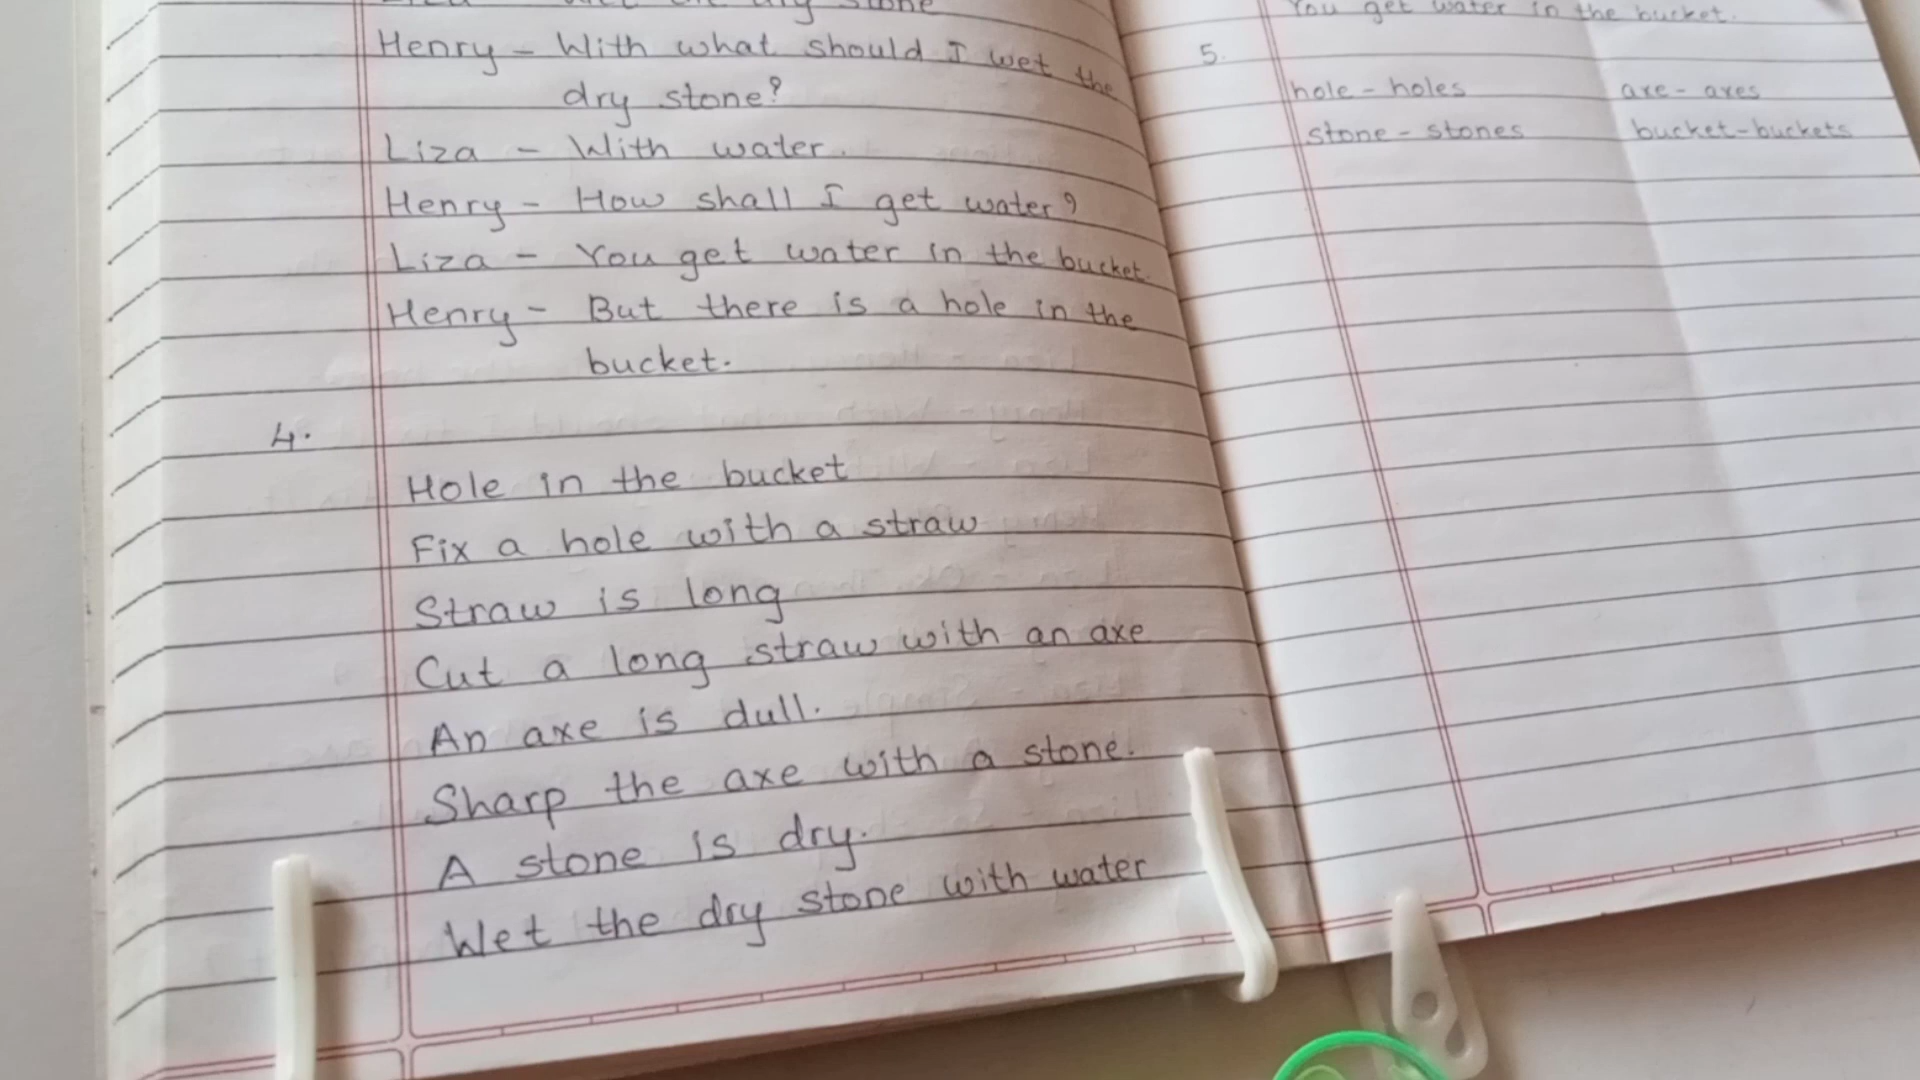 stone
Henry - With what should I wet the
dry stone?
Liza - With water.
Henry - How shall I get water?
Liza - You get water in the bucket.
Henry - But there is a hole in the
bucket.
4.
Hole in the bucket
Fix a hole with a straw
Straw is long
Cut a long straw with an axe
An axe is dull.
Sharp the axe with a stone.
A stone is dry.
Wet the dry stone with water
You get water in the bucket.
5.
hole - holes axe - axes
stone - stones bucket - buckets